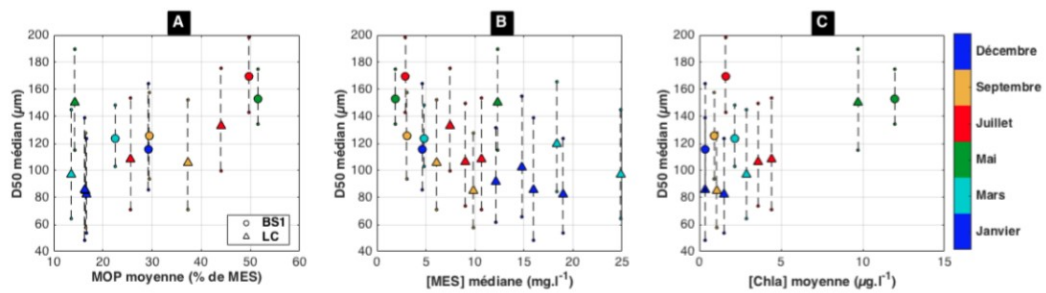 A
B
C
200
180
160
140
120
100
80
60
40
D50 médian (µm)
10
20
30
40
50
60
MOP moyenne (% de MES)
BS1
LC
200
180
160
140
120
100
80
60
40
D50 médian (µm)
0
5
10
15
20
25
[MES] médiane (mg.l⁻¹)
200
180
160
140
120
100
80
60
40
D50 médian (µm)
0
5
10
15
[Chla] moyenne (µg.l⁻¹)
Décembre
Septembre
Juillet
Mai
Mars
Janvier